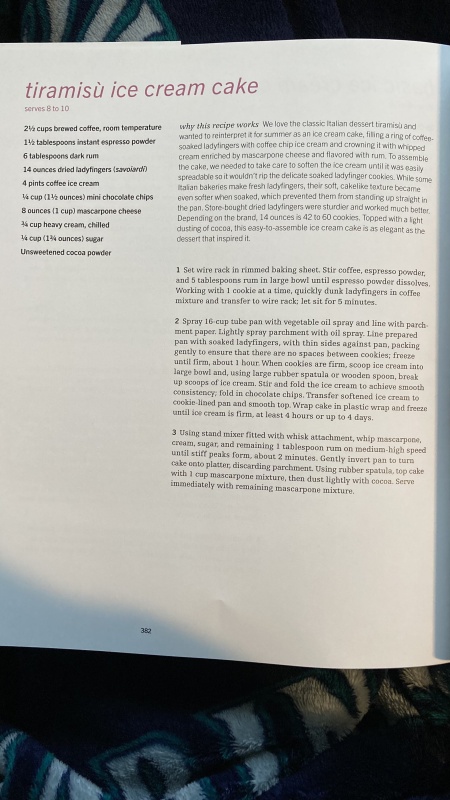 tiramisù ice cream cake
serves 8 to 10
2½ cups brewed coffee, room temperature
1½ tablespoons instant espresso powder
6 tablespoons dark rum
14 ounces dried ladyfingers (savoiardi)
4 pints coffee ice cream
¼ cup (1½ ounces) mini chocolate chips
8 ounces (1 cup) mascarpone cheese
¾ cup heavy cream, chilled
¼ cup (1¾ ounces) sugar
Unsweetened cocoa powder
why this recipe works We love the classic Italian dessert tiramisù and
wanted to reinterpret it for summer as an ice cream cake, filling a ring of coffee-
soaked ladyfingers with coffee chip ice cream and crowning it with whipped
cream enriched by mascarpone cheese and flavored with rum. To assemble
the cake, we needed to take care to soften the ice cream until it was easily
spreadable so it wouldn't rip the delicate soaked ladyfinger cookies. While some
Italian bakeries make fresh ladyfingers, their soft, cakelike texture became
even softer when soaked, which prevented them from standing up straight in
the pan. Store-bought dried ladyfingers were sturdier and worked much better.
Depending on the brand, 14 ounces is 42 to 60 cookies. Topped with a light
dusting of cocoa, this easy-to-assemble ice cream cake is as elegant as the
dessert that inspired it.
1 Set wire rack in rimmed baking sheet. Stir coffee, espresso powder,
and 5 tablespoons rum in large bowl until espresso powder dissolves.
Working with 1 cookie at a time, quickly dunk ladyfingers in coffee
mixture and transfer to wire rack; let sit for 5 minutes.
2 Spray 16-cup tube pan with vegetable oil spray and line with parch-
ment paper. Lightly spray parchment with oil spray. Line prepared
pan with soaked ladyfingers, with thin sides against pan, packing
gently to ensure that there are no spaces between cookies; freeze
until firm, about 1 hour. When cookies are firm, scoop ice cream into
large bowl and, using large rubber spatula or wooden spoon, break
up scoops of ice cream. Stir and fold the ice cream to achieve smooth
consistency; fold in chocolate chips. Transfer softened ice cream to
cookie-lined pan and smooth top. Wrap cake in plastic wrap and freeze
until ice cream is firm, at least 4 hours or up to 4 days.
3 Using stand mixer fitted with whisk attachment, whip mascarpone,
cream, sugar, and remaining 1 tablespoon rum on medium-high speed
until stiff peaks form, about 2 minutes. Gently invert pan to turn
cake onto platter, discarding parchment. Using rubber spatula, top cake
with 1 cup mascarpone mixture, then dust lightly with cocoa. Serve
immediately with remaining mascarpone mixture.
382